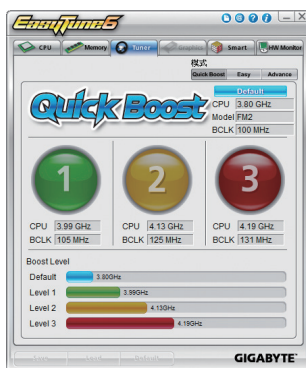 EasyTune6
CPU Memory Tuner Graphics Smart HW Monitor
模式
Quick Boost Easy Advance
Quick Boost
Default
CPU 3.80 GHz
Model FM2
BCLK 100 MHz
1 2 3
CPU 3.99 GHz CPU 4.13 GHz CPU 4.19 GHz
BCLK 105 MHz BCLK 125 MHz BCLK 131 MHz
Boost Level
Default 3.80GHz
Level 1 3.99GHz
Level 2 4.13GHz
Level 3 4.19GHz
Save Load Default
GIGABYTE